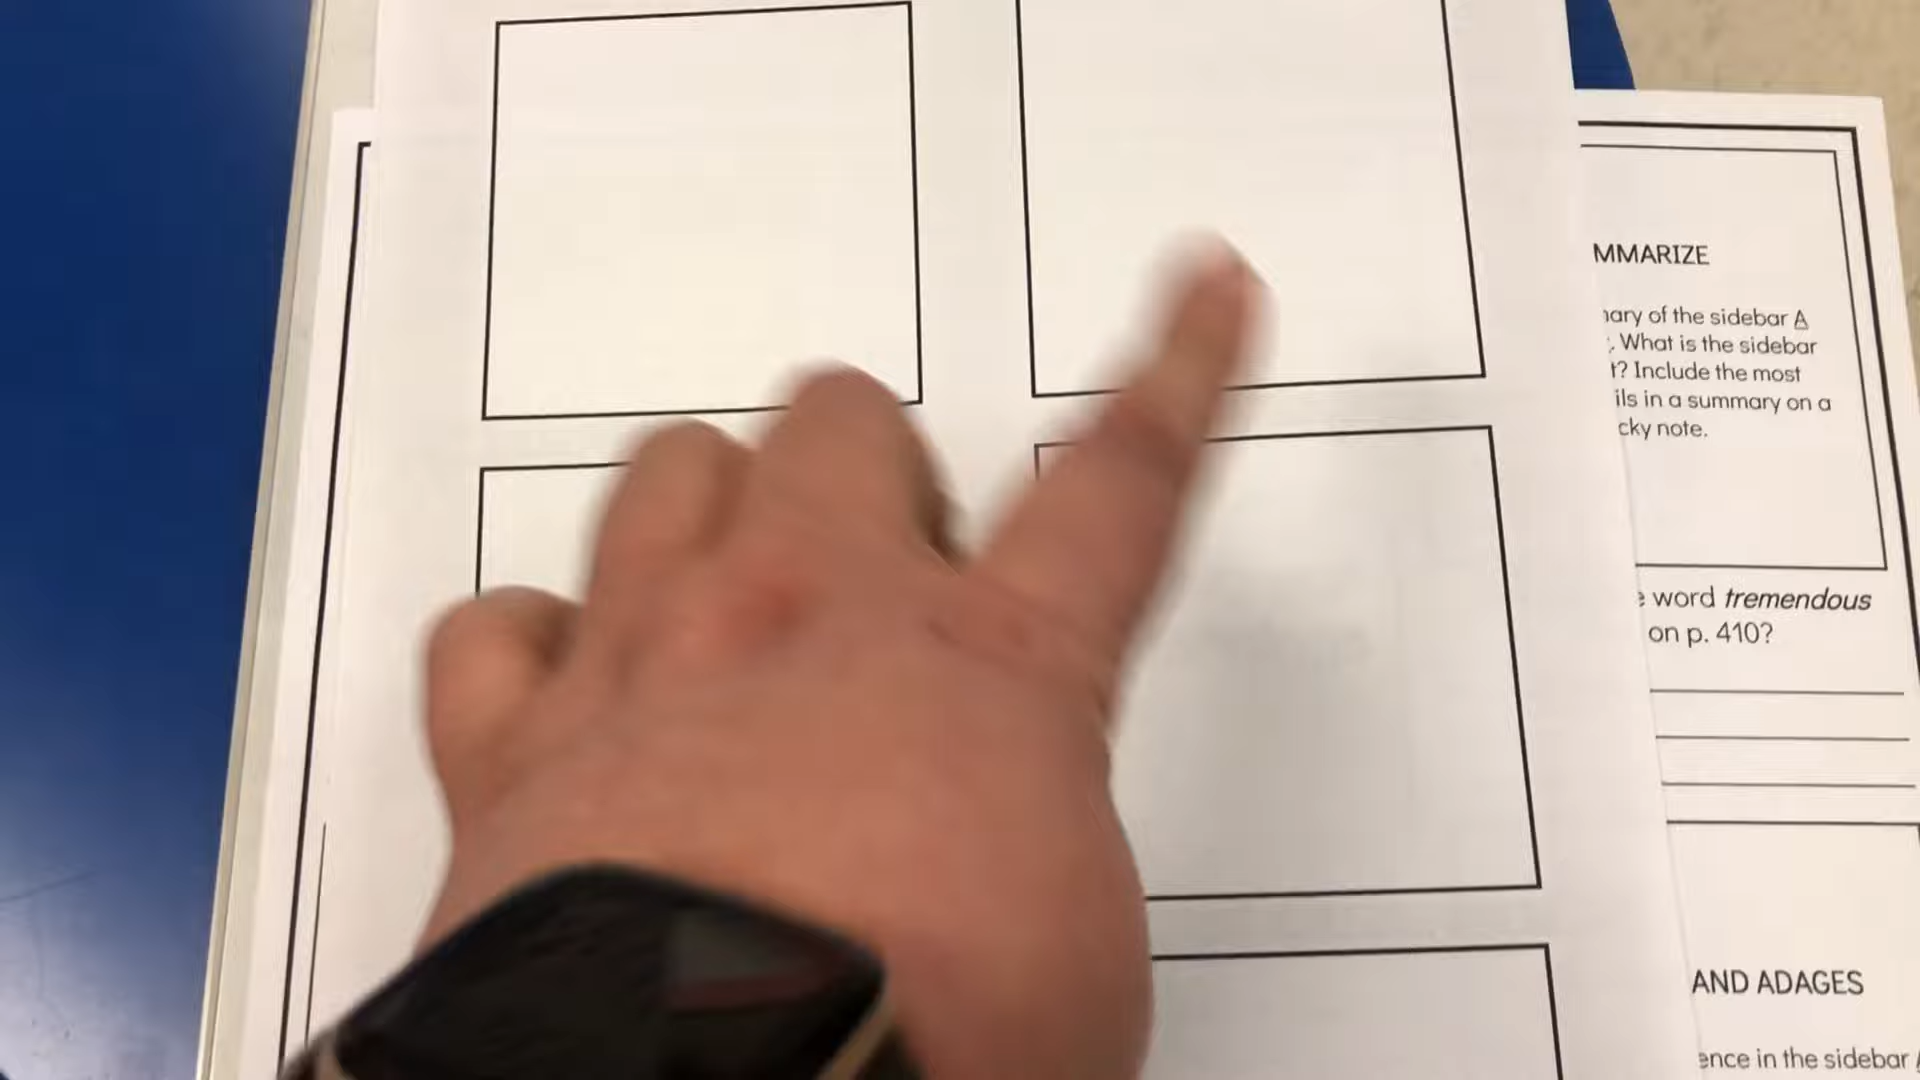 MMARIZE
ary of the sidebar A
. What is the sidebar
t? Include the most
ils in a summary on a
cky note.
word tremendous
on p. 410?
AND ADAGES
ence in the sidebar